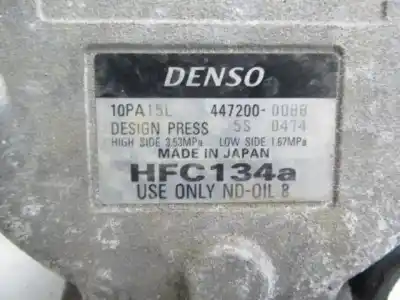 DENSO
10PA15L 447200-0088
DESIGN PRESS 5S 0474
HIGH SIDE 3.53MPa LOW SIDE 1.67MPa
MADE IN JAPAN
HFC134a
USE ONLY ND-OIL 8